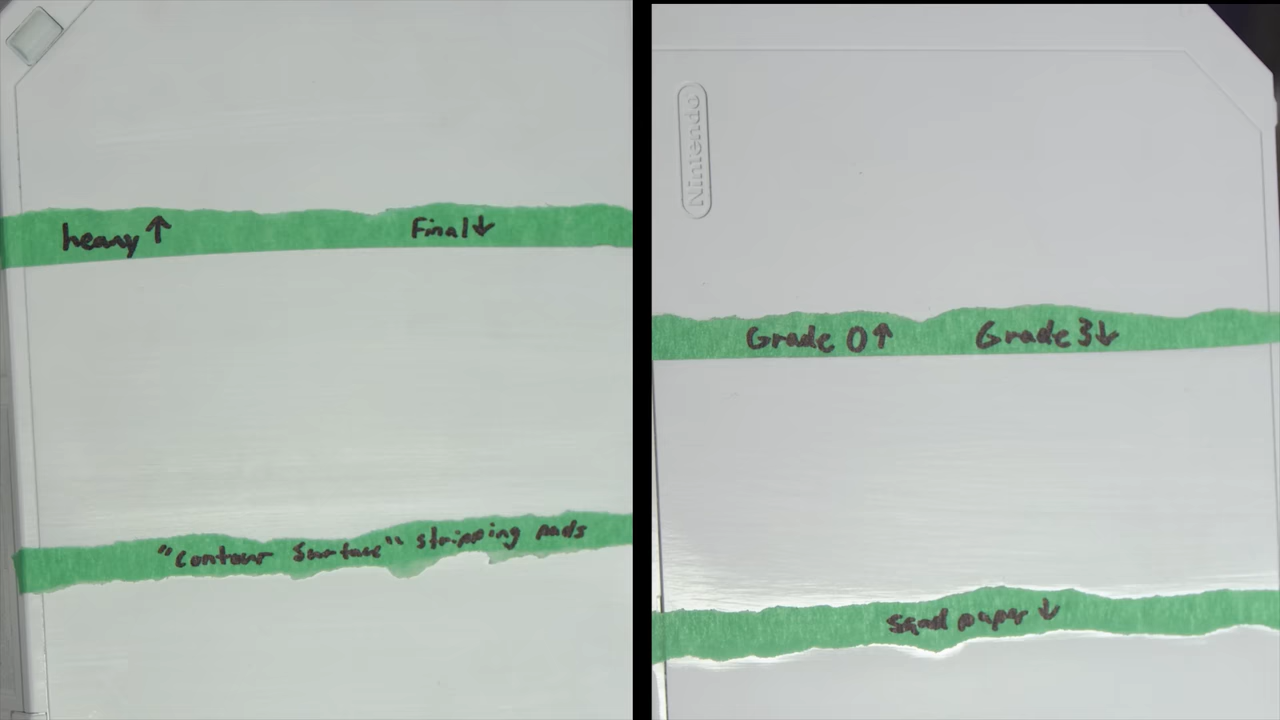 heavy↑ Final↓
"Contour Surface" stripping pads
Nintendo
Grade 0↑ Grade 3↓
Sand paper ↓